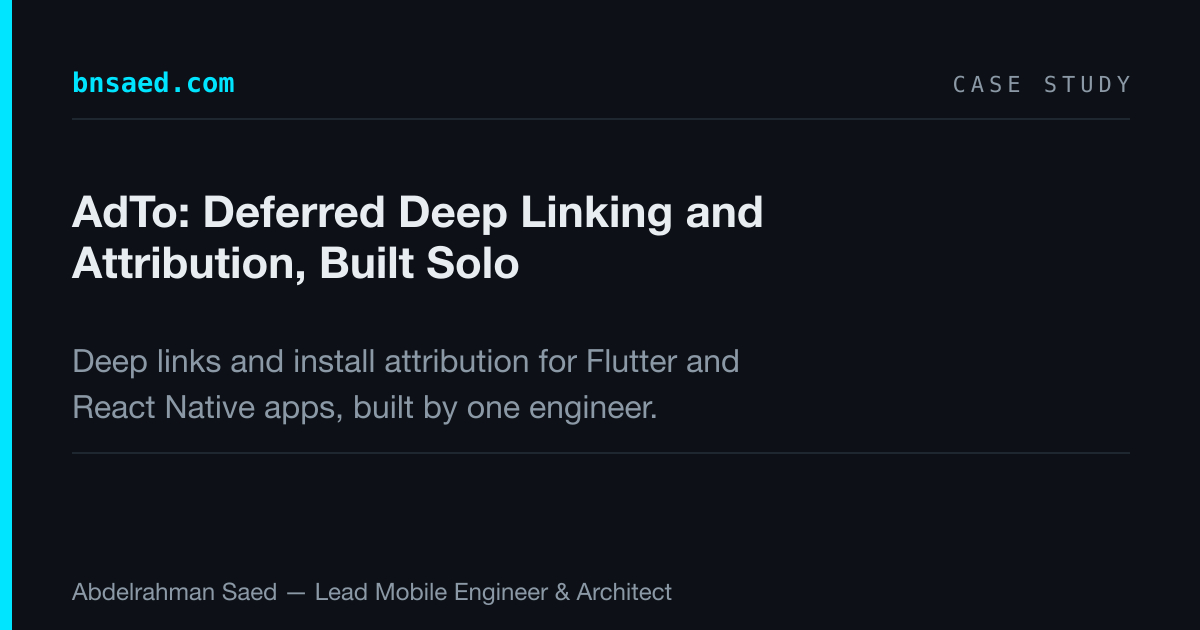 bnsaed.com
CASE STUDY
AdTo: Deferred Deep Linking and
Attribution, Built Solo
Deep links and install attribution for Flutter and
React Native apps, built by one engineer.
Abdelrahman Saed — Lead Mobile Engineer & Architect